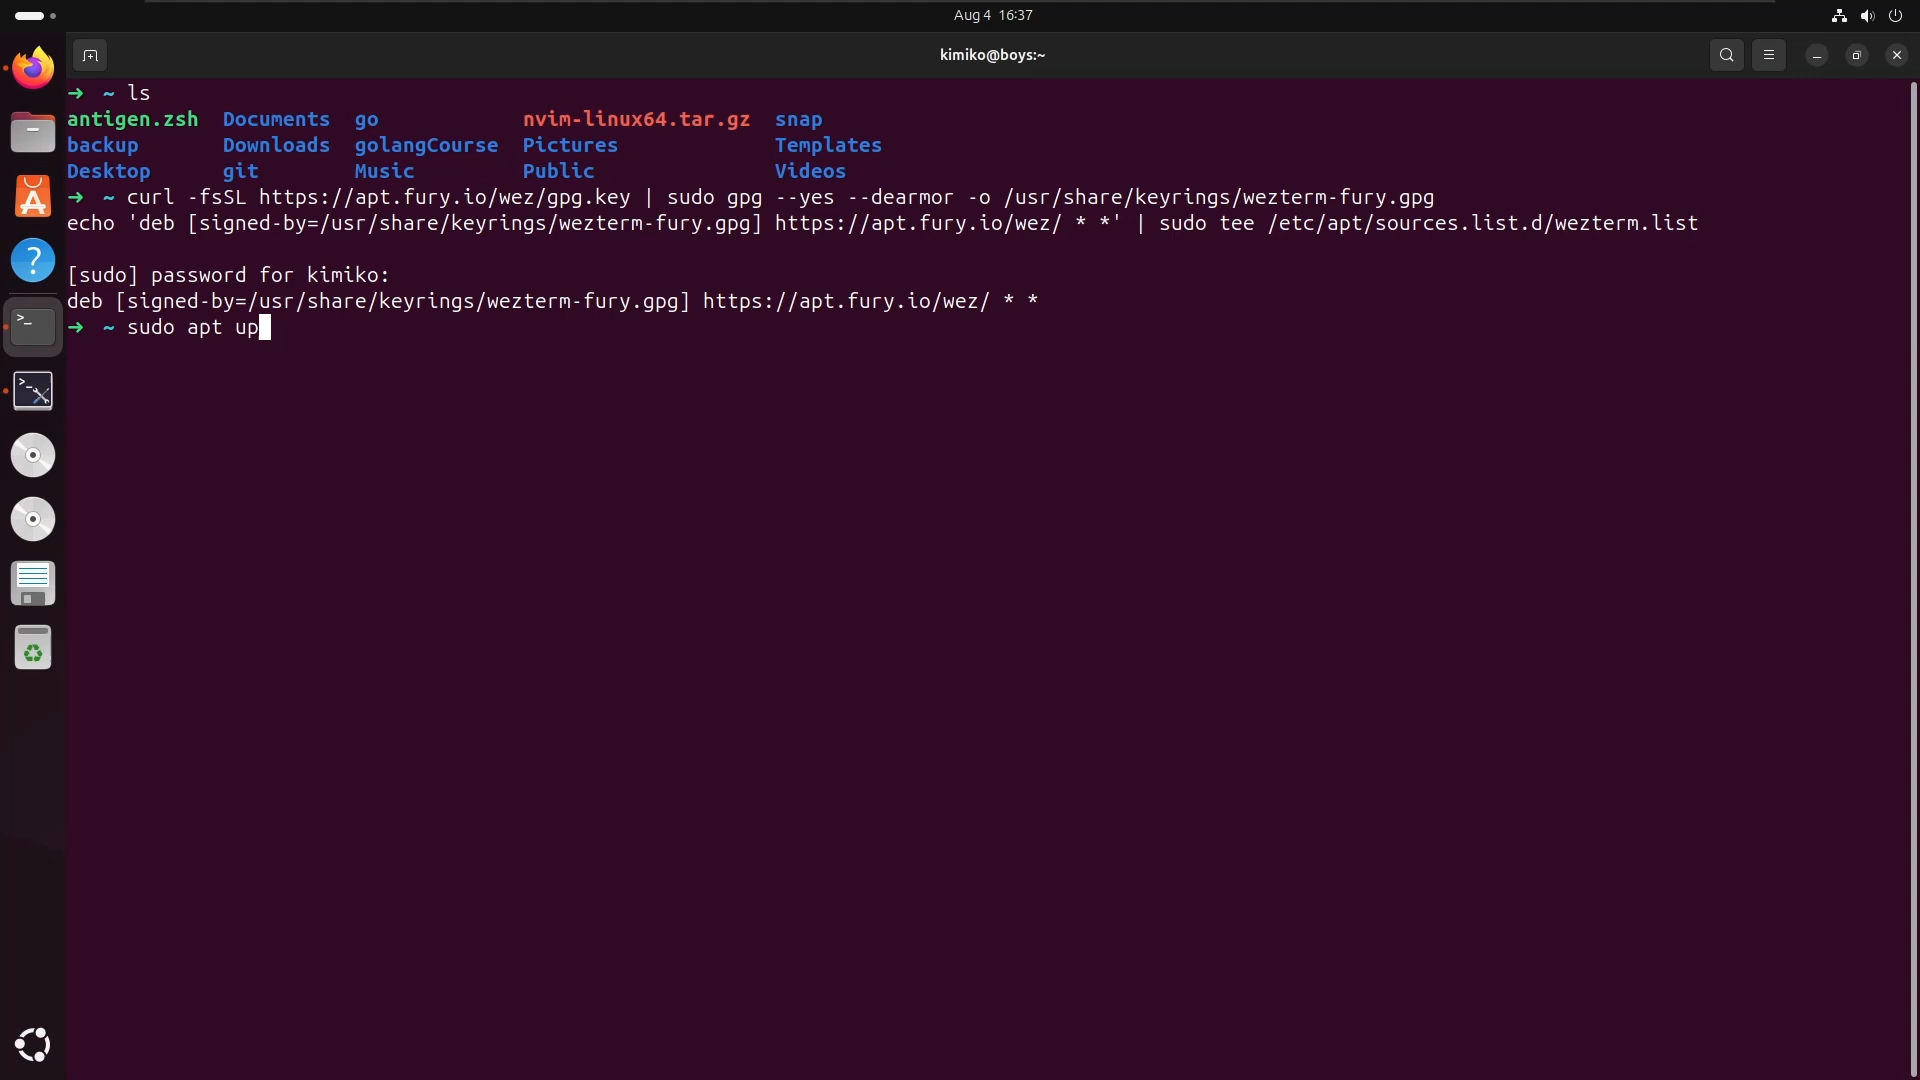 Aug 4 16:37
kimiko@boys:~
➜ ~ ls
antigen.zsh Documents go nvim-linux64.tar.gz snap
backup Downloads golangCourse Pictures Templates
Desktop git Music Public Videos
➜ ~ curl -fsSL https://apt.fury.io/wez/gpg.key | sudo gpg --yes --dearmor -o /usr/share/keyrings/wezterm-fury.gpg
echo 'deb [signed-by=/usr/share/keyrings/wezterm-fury.gpg] https://apt.fury.io/wez/ * *' | sudo tee /etc/apt/sources.list.d/wezterm.list
[sudo] password for kimiko:
deb [signed-by=/usr/share/keyrings/wezterm-fury.gpg] https://apt.fury.io/wez/ * *
➜ ~ sudo apt up